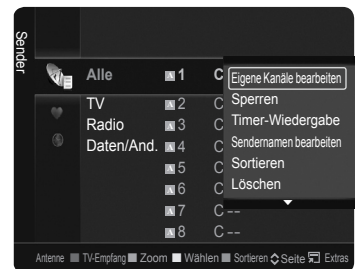 Sender
Alle A 1 C
TV A 2 C
Radio A 3 C
Daten/And. A 4 C
A 5 C
A 6 C
A 7 C --
A 8 C --
Eigene Kanäle bearbeiten
Sperren
Timer-Wiedergabe
Sendernamen bearbeiten
Sortieren
Löschen
Antenne TV-Empfang Zoom Wählen Sortieren Seite Extras